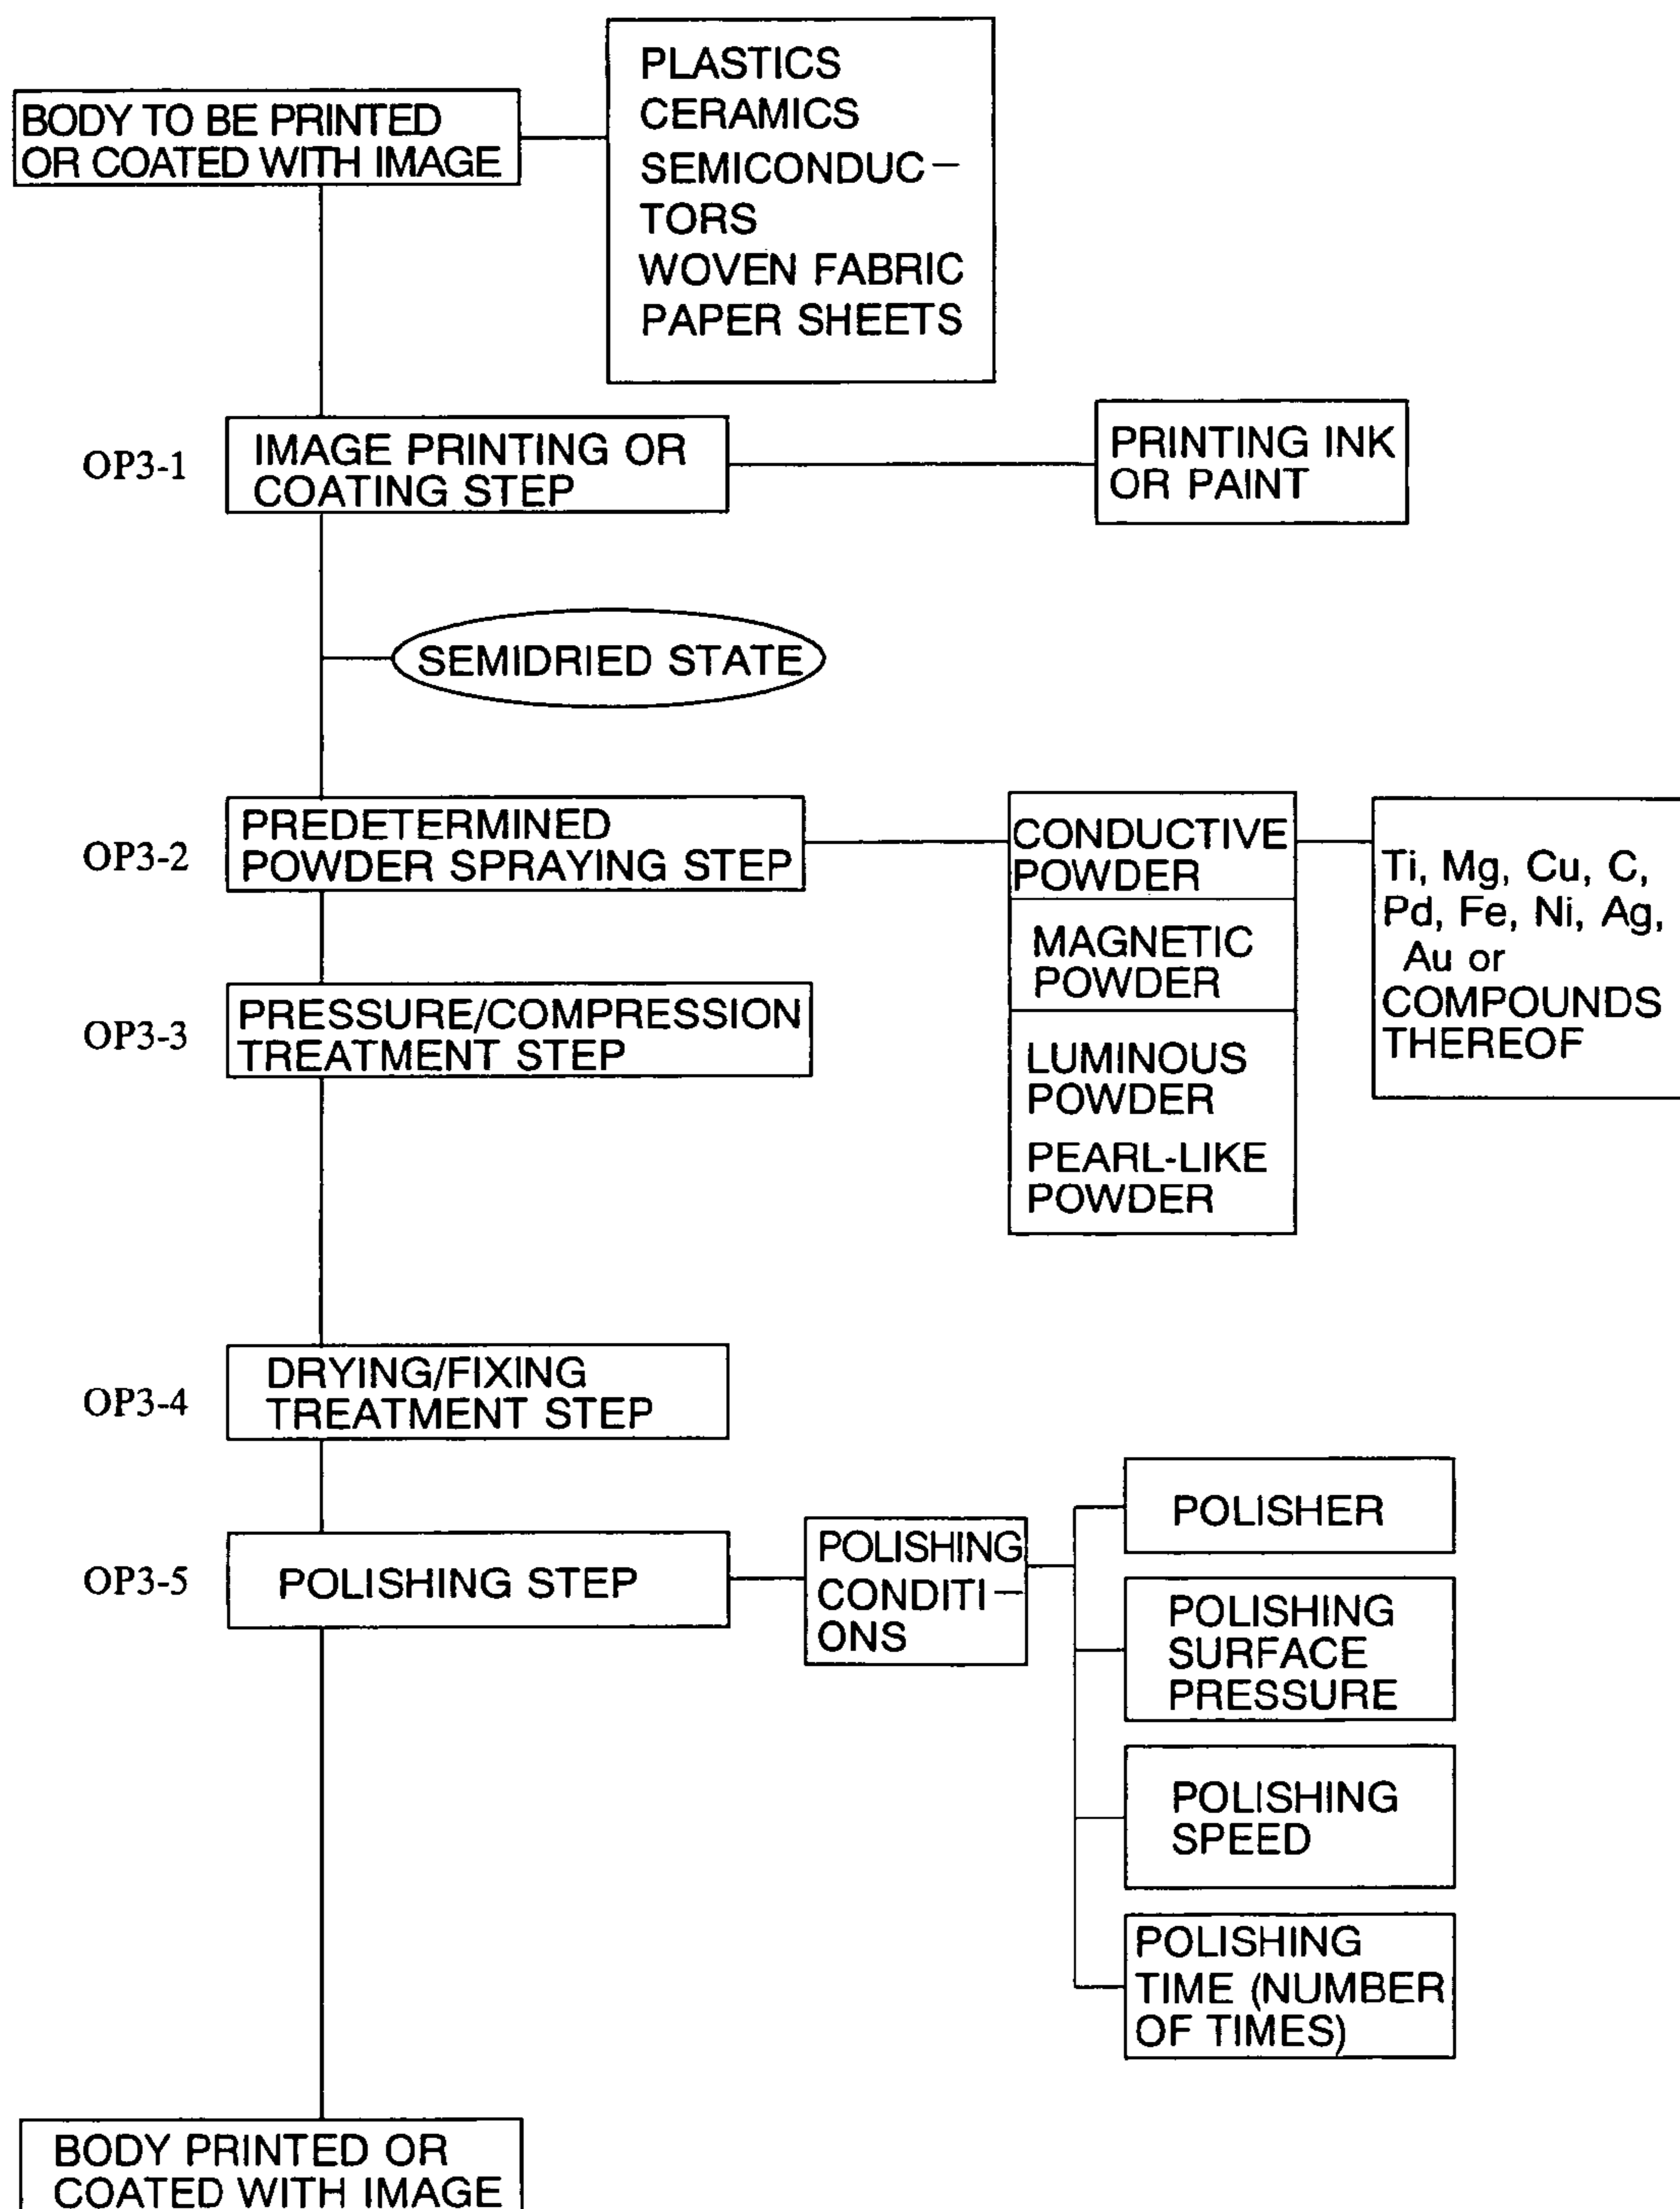 BODY TO BE PRINTED
OR COATED WITH IMAGE
PLASTICS
CERAMICS
SEMICONDUC-
TORS
WOVEN FABRIC
PAPER SHEETS
OP3-1
IMAGE PRINTING OR
COATING STEP
PRINTING INK
OR PAINT
SEMIDRIED STATE
OP3-2
PREDETERMINED
POWDER SPRAYING STEP
CONDUCTIVE
POWDER
MAGNETIC
POWDER
LUMINOUS
POWDER
PEARL-LIKE
POWDER
Ti, Mg, Cu, C,
Pd, Fe, Ni, Ag,
Au or
COMPOUNDS
THEREOF
OP3-3
PRESSURE/COMPRESSION
TREATMENT STEP
OP3-4
DRYING/FIXING
TREATMENT STEP
OP3-5
POLISHING STEP
POLISHING
CONDITI-
ONS
POLISHER
POLISHING
SURFACE
PRESSURE
POLISHING
SPEED
POLISHING
TIME (NUMBER
OF TIMES)
BODY PRINTED OR
COATED WITH IMAGE